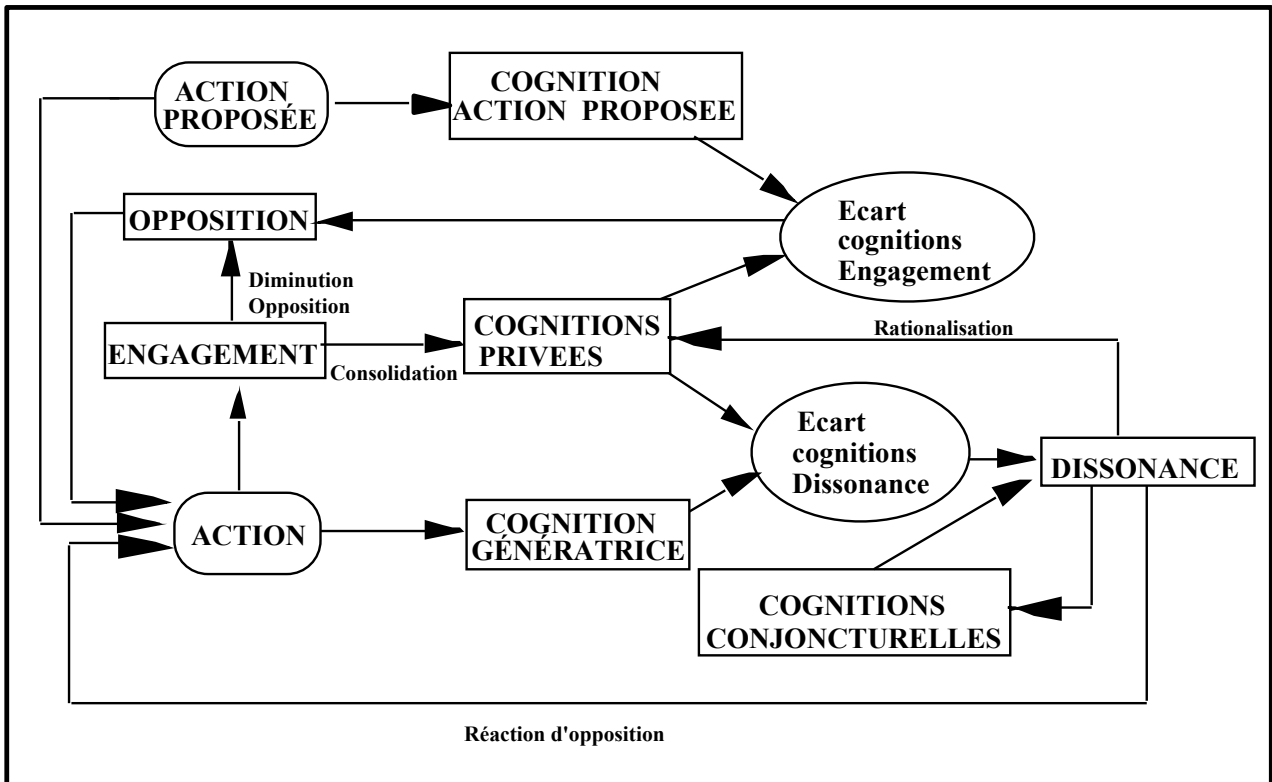 ACTION
PROPOSÉE
COGNITION
ACTION PROPOSEE
OPPOSITION
Ecart
cognitions
Engagement
Diminution
Opposition
ENGAGEMENT
Consolidation
COGNITIONS
PRIVEES
Rationalisation
Ecart
cognitions
Dissonance
DISSONANCE
ACTION
COGNITION
GÉNÉRATRICE
COGNITIONS
CONJONCTURELLES
Réaction d'opposition